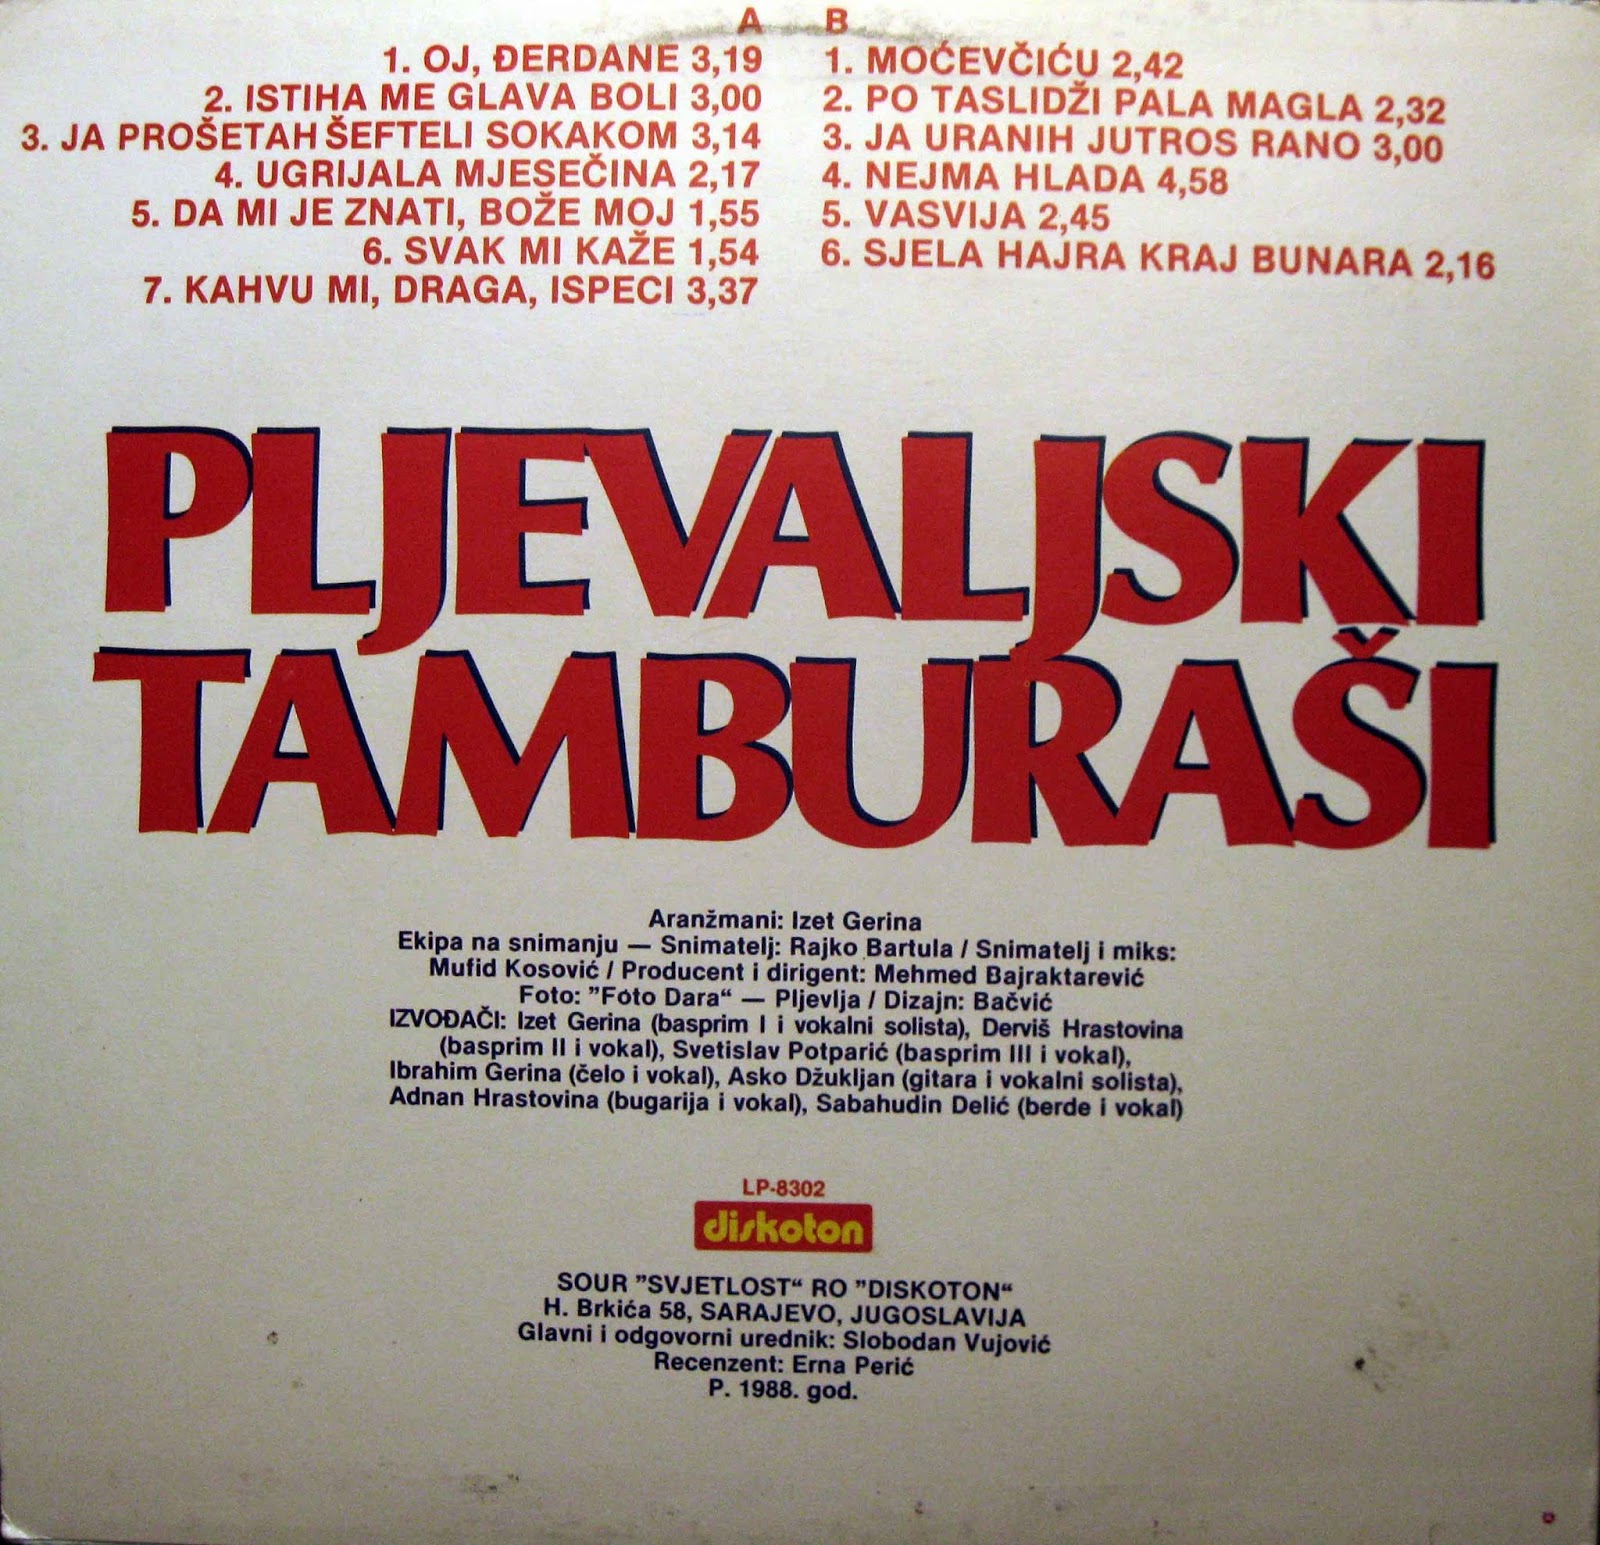 A
1. OJ, ĐERDANE 3,19
2. ISTIHA ME GLAVA BOLI 3,00
3. JA PROŠETAH ŠEFTELI SOKAKOM 3,14
4. UGRIJALA MJESEČINA 2,17
5. DA MI JE ZNATI, BOŽE MOJ 1,55
6. SVAK MI KAŽE 1,54
7. KAHVU MI, DRAGA, ISPECI 3,37
B
1. MOĆEVČIĆU 2,42
2. PO TASLIDŽI PALA MAGLA 2,32
3. JA URANIH JUTROS RANO 3,00
4. NEJMA HLADA 4,58
5. VASVIJA 2,45
6. SJELA HAJRA KRAJ BUNARA 2,16
PLJEVALJSKI
TAMBURAŠI
Aranžmani: Izet Gerina
Ekipa na snimanju — Snimatelj: Rajko Bartula / Snimatelj i miks:
Mufid Kosović / Producent i dirigent: Mehmed Bajraktarević
Foto: ”Foto Dara“ — Pljevlja / Dizajn: Bačvić
IZVOĐAČI: Izet Gerina (basprim I i vokalni solista), Derviš Hrastovina
(basprim II i vokal), Svetislav Potparić (basprim III i vokal),
Ibrahim Gerina (čelo i vokal), Asko Džukljan (gitara i vokalni solista),
Adnan Hrastovina (bugarija i vokal), Sabahudin Delić (berde i vokal)
LP-8302
diskoton
SOUR ”SVJETLOST“ RO ”DISKOTON“
H. Brkića 58, SARAJEVO, JUGOSLAVIJA
Glavni i odgovorni urednik: Slobodan Vujović
Recenzent: Erna Perić
P. 1988. god.